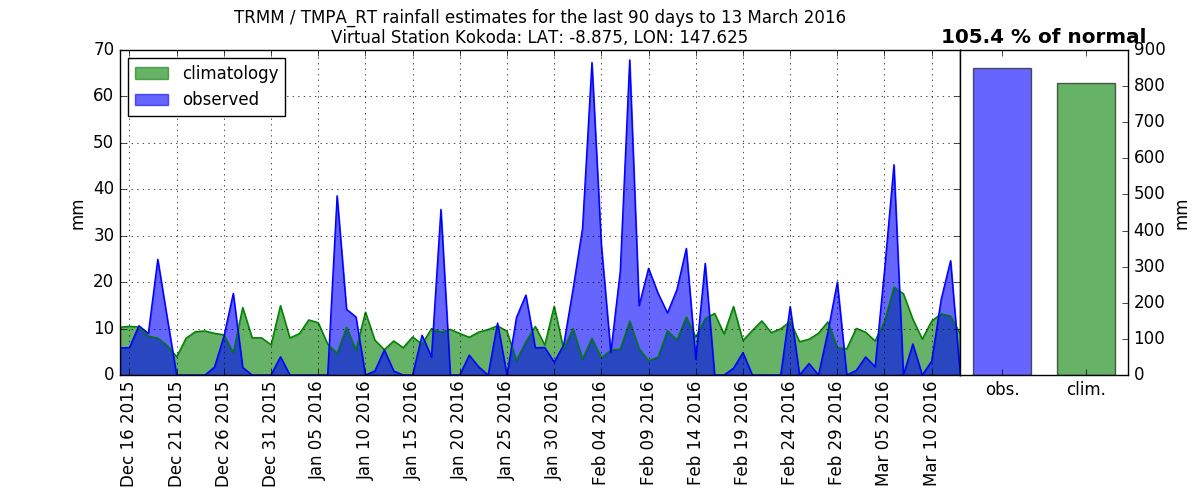 TRMM / TMPA_RT rainfall estimates for the last 90 days to 13 March 2016
Virtual Station Kokoda: LAT: -8.875, LON: 147.625
105.4 % of normal
climatology
observed
mm
70
60
50
40
30
20
10
0
900
800
700
600
500
400
300
200
100
0
mm
Dec 16 2015
Dec 21 2015
Dec 26 2015
Dec 31 2015
Jan 05 2016
Jan 10 2016
Jan 15 2016
Jan 20 2016
Jan 25 2016
Jan 30 2016
Feb 04 2016
Feb 09 2016
Feb 14 2016
Feb 19 2016
Feb 24 2016
Feb 29 2016
Mar 05 2016
Mar 10 2016
obs.
clim.